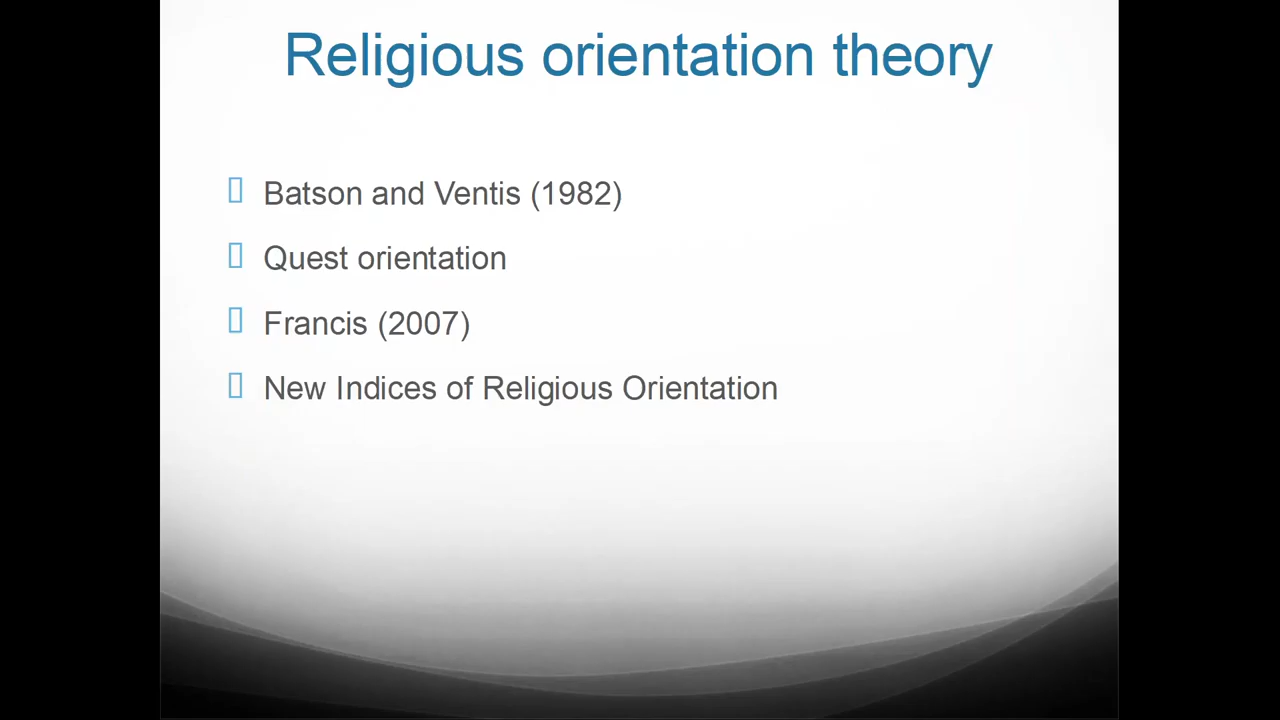 Religious orientation theory
Batson and Ventis (1982)
Quest orientation
Francis (2007)
New Indices of Religious Orientation